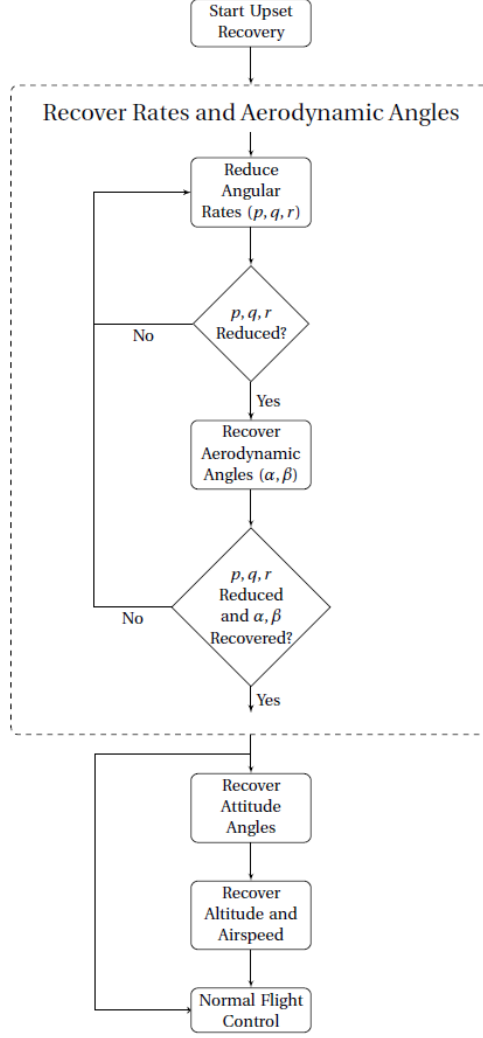 Start Upset
Recovery
Recover Rates and Aerodynamic Angles
Reduce
Angular
Rates (p, q, r)
p, q, r
Reduced?
No
Yes
Recover
Aerodynamic
Angles (α, β)
p, q, r
Reduced
and α, β
Recovered?
No
Yes
Recover
Attitude
Angles
Recover
Altitude and
Airspeed
Normal Flight
Control